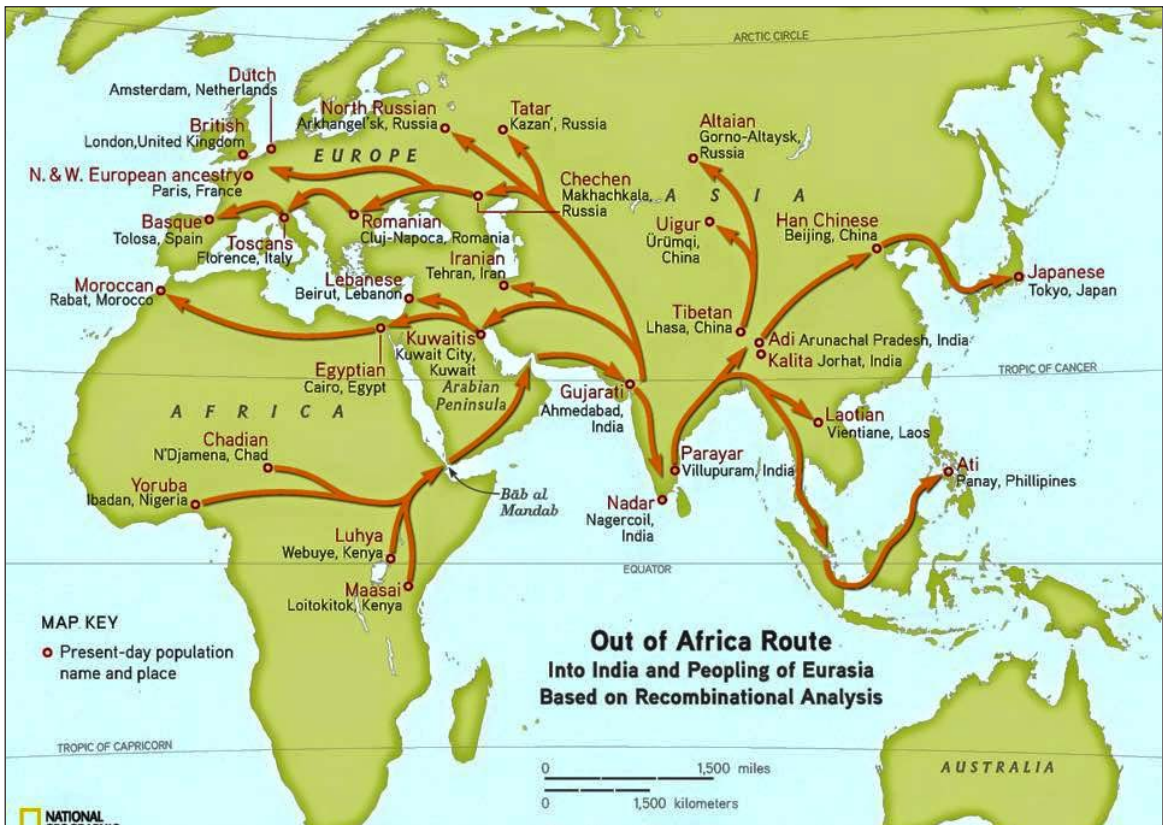 ARCTIC CIRCLE
Dutch
Amsterdam, Netherlands
British
London,United Kingdom
N. & W. European ancestry
Paris, France
EUROPE
North Russian
Arkhangel'sk, Russia
Tatar
Kazan', Russia
Altaian
Gorno-Altaysk,
Russia
Chechen
Makhachkala,
Russia
ASIA
Basque
Tolosa, Spain
Toscans
Florence, Italy
Romanian
Cluj-Napoca, Romania
Iranian
Tehran, Iran
Uigur
Ürümqi,
China
Han Chinese
Beijing, China
Japanese
Tokyo, Japan
Moroccan
Rabat, Morocco
Lebanese
Beirut, Lebanon
Kuwaitis
Kuwait City,
Kuwait
Egyptian
Cairo, Egypt
Arabian
Peninsula
Tibetan
Lhasa, China
Adi Arunachal Pradesh, India
Kalita Jorhat, India
TROPIC OF CANCER
Gujarati
Ahmedabad,
India
AFRICA
Chadian
N'Djamena, Chad
Yoruba
Ibadan, Nigeria
Bāb al
Mandab
Parayar
Villupuram, India
Nadar
Nagercoil,
India
Laotian
Vientiane, Laos
Ati
Panay, Phillipines
Luhya
Webuye, Kenya
Maasai
Loitokitok, Kenya
EQUATOR
MAP KEY
Present-day population
name and place
Out of Africa Route
Into India and Peopling of Eurasia
Based on Recombinational Analysis
TROPIC OF CAPRICORN
0 1,500 miles
0 1,500 kilometers
AUSTRALIA
NATIONAL
GEOGRAPHIC